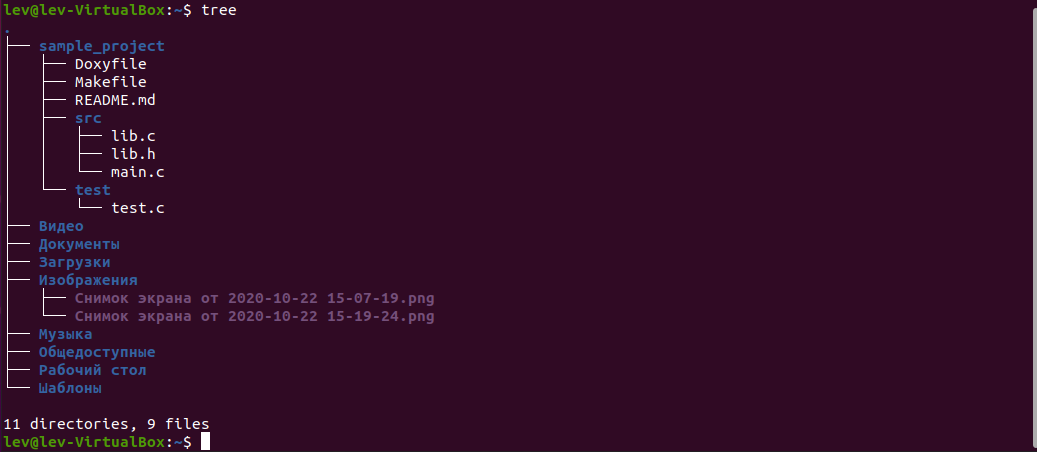 lev@lev-VirtualBox:~$ tree
.
├── sample_project
│   ├── Doxyfile
│   ├── Makefile
│   ├── README.md
│   ├── src
│   │   ├── lib.c
│   │   ├── lib.h
│   │   └── main.c
│   └── test
│       └── test.c
├── Видео
├── Документы
├── Загрузки
├── Изображения
│   ├── Снимок экрана от 2020-10-22 15-07-19.png
│   └── Снимок экрана от 2020-10-22 15-19-24.png
├── Музыка
├── Общедоступные
├── Рабочий стол
└── Шаблоны

11 directories, 9 files
lev@lev-VirtualBox:~$